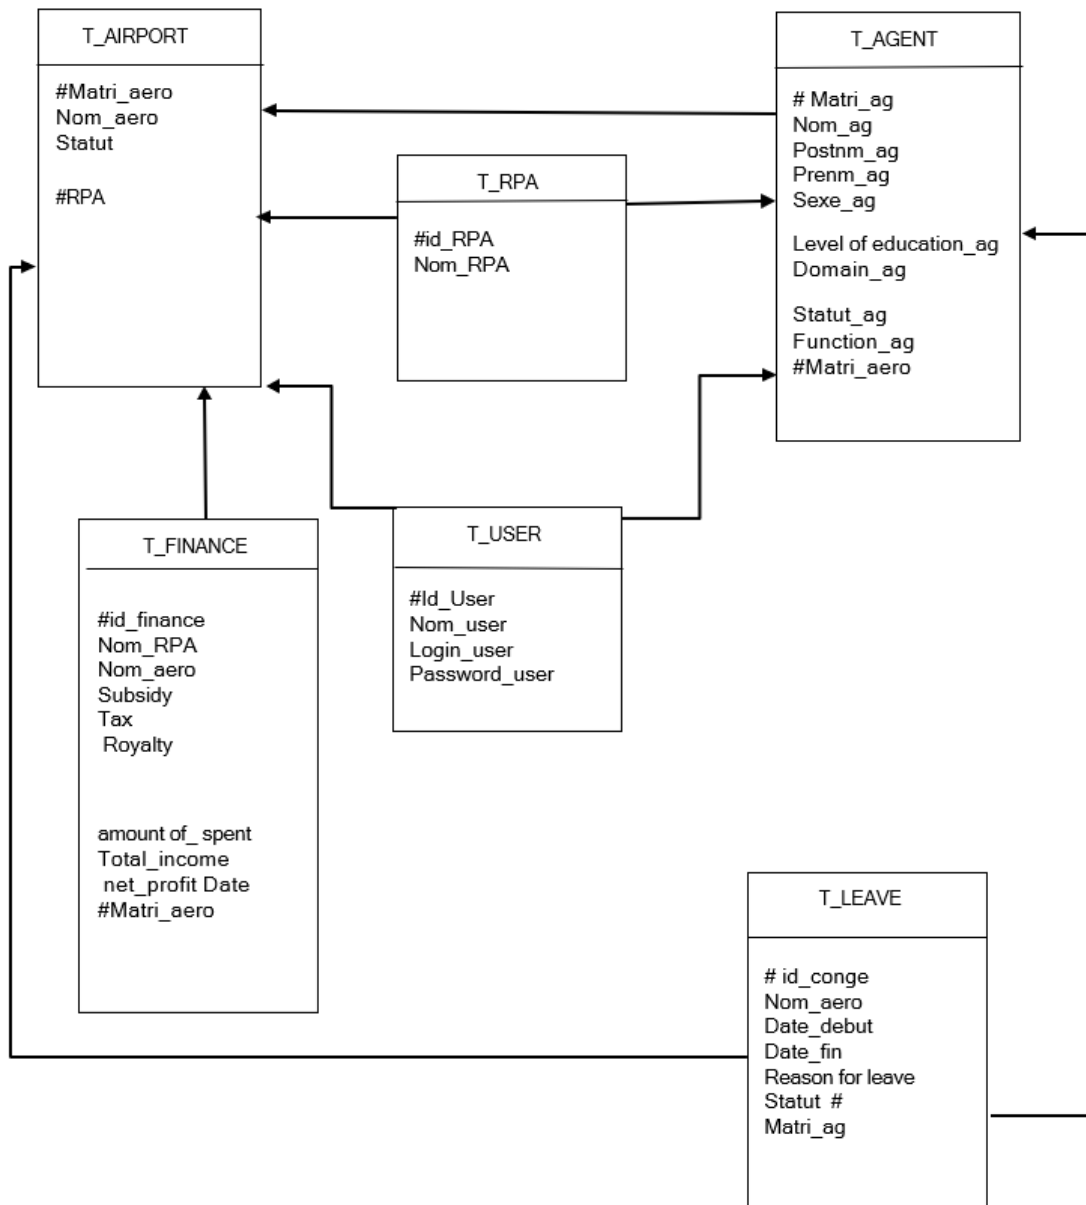 T_AIRPORT
#Matri_aero
Nom_aero
Statut
#RPA
T_AGENT
# Matri_ag
Nom_ag
Postnm_ag
Prenm_ag
Sexe_ag
Level of education_ag
Domain_ag
Statut_ag
Function_ag
#Matri_aero
T_RPA
#id_RPA
Nom_RPA
T_FINANCE
#id_finance
Nom_RPA
Nom_aero
Subsidy
Tax
Royalty
amount of_ spent
Total_income
net_profit Date
#Matri_aero
T_USER
#Id_User
Nom_user
Login_user
Password_user
T_LEAVE
# id_conge
Nom_aero
Date_debut
Date_fin
Reason for leave
Statut #
Matri_ag